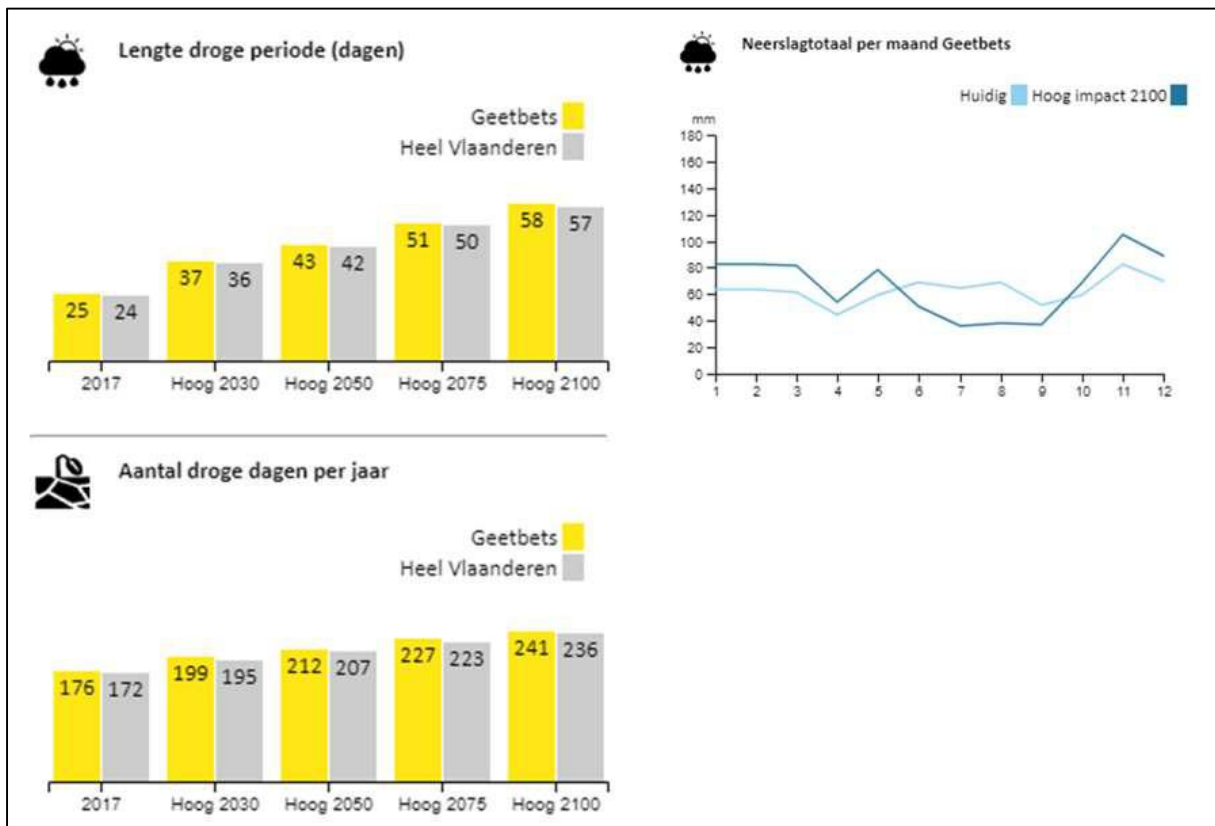 Lengte droge periode (dagen)
Geetbets
Heel Vlaanderen
25 24 37 36 43 42 51 50 58 57
2017 Hoog 2030 Hoog 2050 Hoog 2075 Hoog 2100
Neerslagtotaal per maand Geetbets
Huidig Hoog impact 2100
mm
180
160
140
120
100
80
60
40
20
0
1 2 3 4 5 6 7 8 9 10 11 12
Aantal droge dagen per jaar
Geetbets
Heel Vlaanderen
176 172 199 195 212 207 227 223 241 236
2017 Hoog 2030 Hoog 2050 Hoog 2075 Hoog 2100